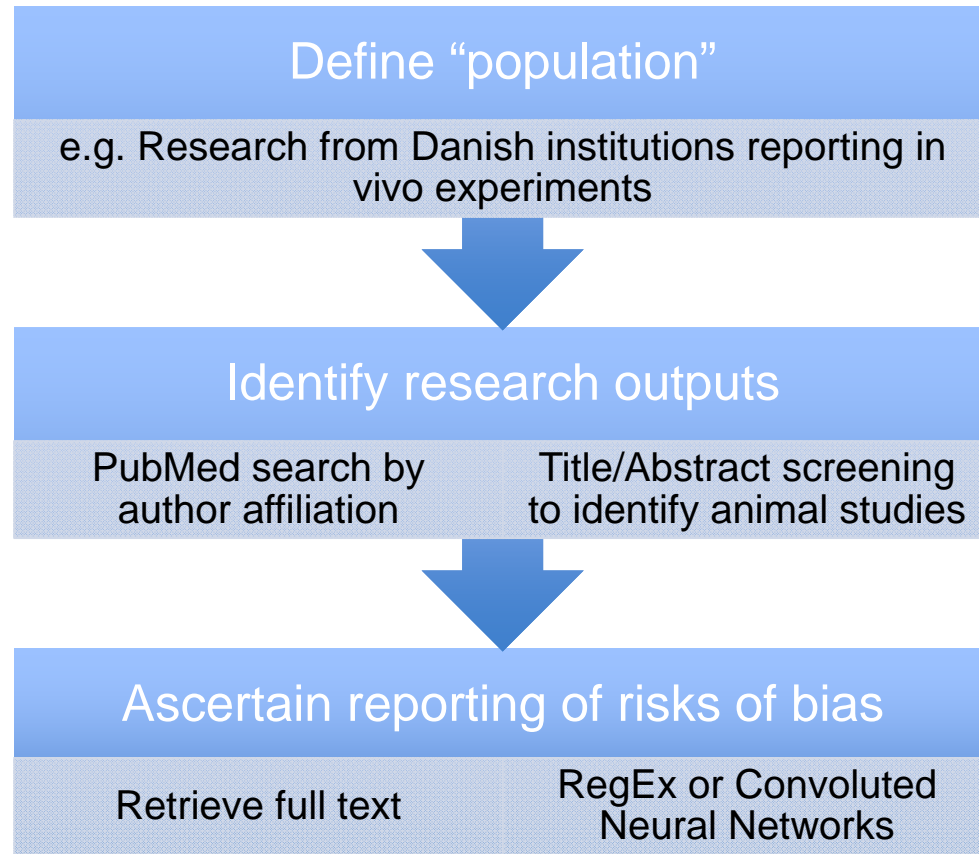 Define “population”
e.g. Research from Danish institutions reporting in
vivo experiments
Identify research outputs
PubMed search by
author affiliation
Title/Abstract screening
to identify animal studies
Ascertain reporting of risks of bias
Retrieve full text
RegEx or Convoluted
Neural Networks